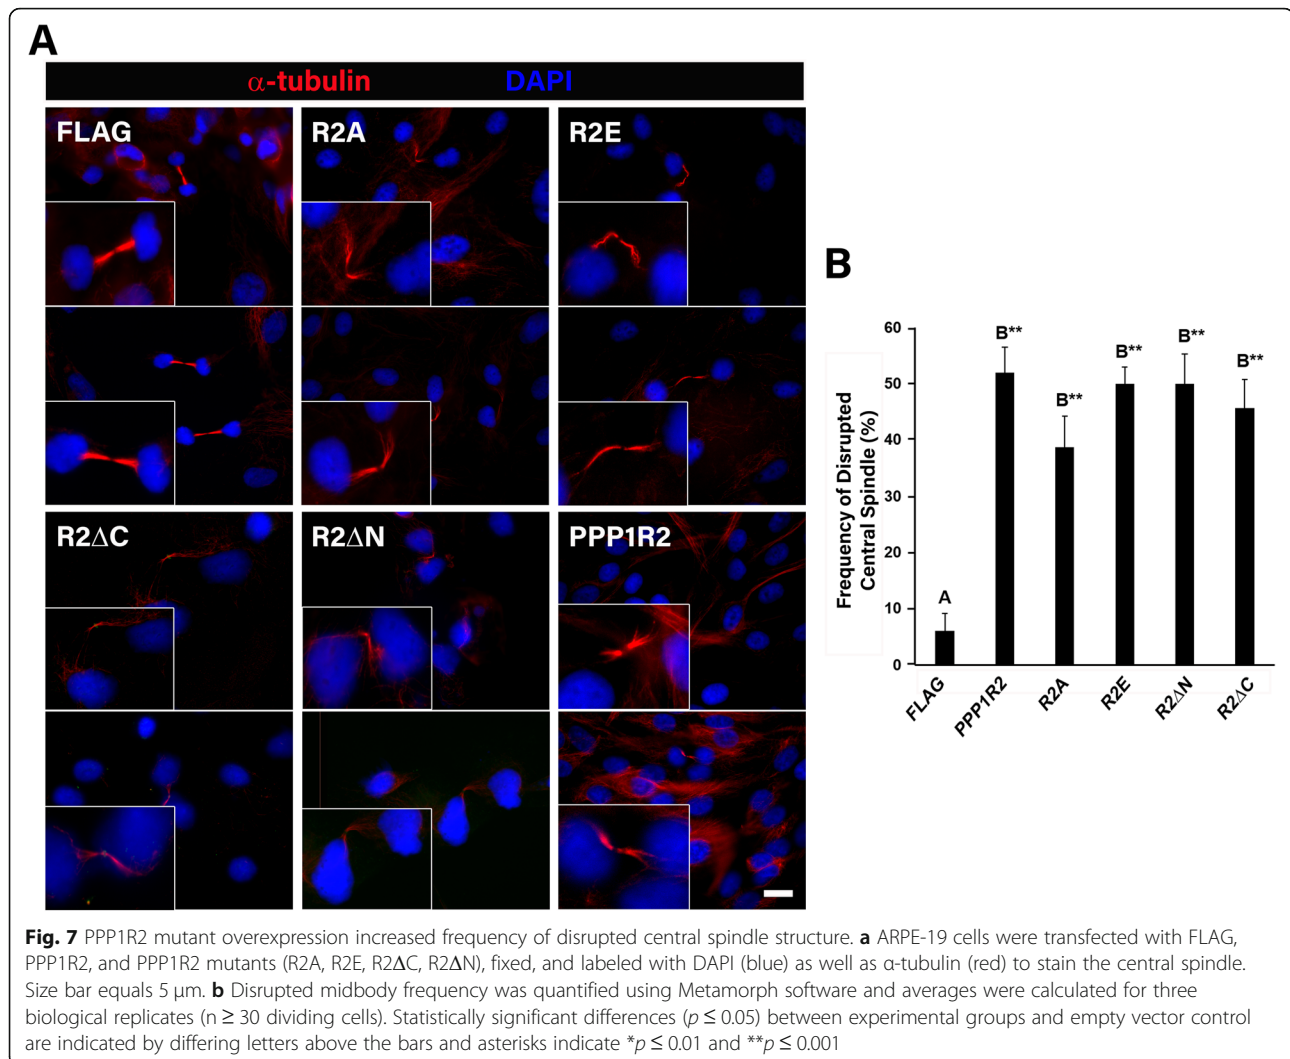 A
α-tubulin DAPI
FLAG R2A R2E
R2ΔC R2ΔN PPP1R2
B
Frequency of Disrupted
Central Spindle (%)
60
50
40
30
20
10
0
A B** B** B** B** B**
FLAG PPP1R2 R2A R2E R2ΔN R2ΔC
Fig. 7 PPP1R2 mutant overexpression increased frequency of disrupted central spindle structure. a ARPE-19 cells were transfected with FLAG,
PPP1R2, and PPP1R2 mutants (R2A, R2E, R2ΔC, R2ΔN), fixed, and labeled with DAPI (blue) as well as α-tubulin (red) to stain the central spindle.
Size bar equals 5 μm. b Disrupted midbody frequency was quantified using Metamorph software and averages were calculated for three
biological replicates (n ≥ 30 dividing cells). Statistically significant differences (p ≤ 0.05) between experimental groups and empty vector control
are indicated by differing letters above the bars and asterisks indicate *p ≤ 0.01 and **p ≤ 0.001